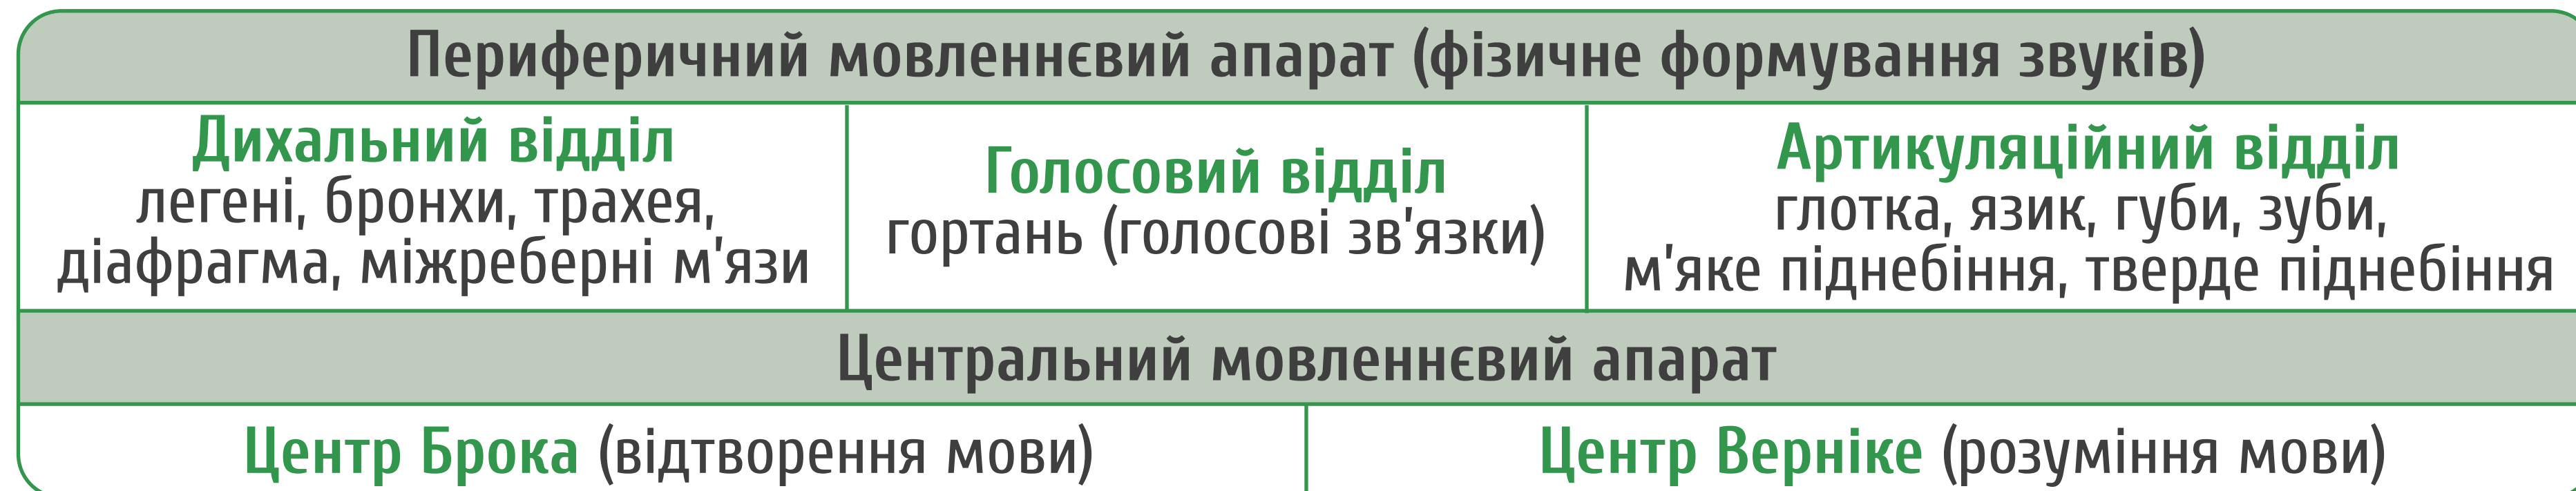 Периферичний мовленнєвий апарат (фізичне формування звуків)
Дихальний відділ
легені, бронхи, трахея,
діафрагма, міжреберні м'язи
Голосовий відділ
гортань (голосові зв'язки)
Артикуляційний відділ
глотка, язик, губи, зуби,
м'яке піднебіння, тверде піднебіння
Центральний мовленнєвий апарат
Центр Брока (відтворення мови)
Центр Верніке (розуміння мови)